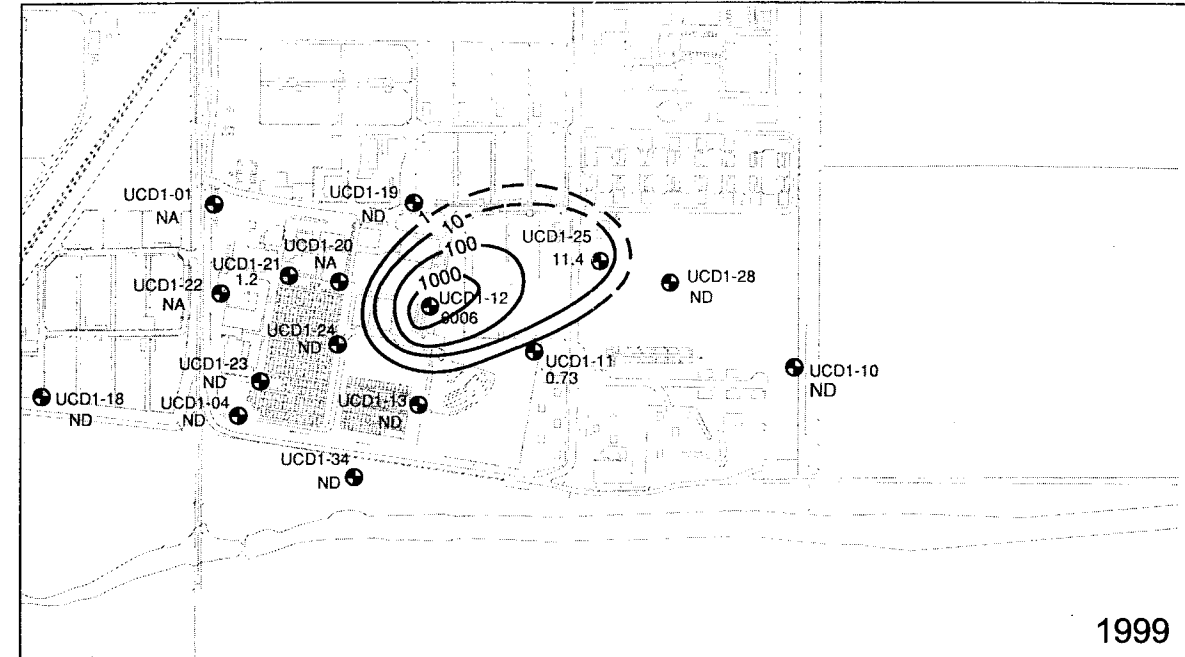 UCD1-01
NA
UCD1-19
ND
1
10
100
1000
UCD1-25
11.4
UCD1-20
NA
UCD1-21
1.2
UCD1-22
NA
UCD1-28
ND
UCD1-12
UCD1-24
ND
UCD1-11
0.73
UCD1-23
ND
UCD1-10
ND
UCD1-18
ND
UCD1-04
ND
UCD1-13
ND
UCD1-34
ND
1999